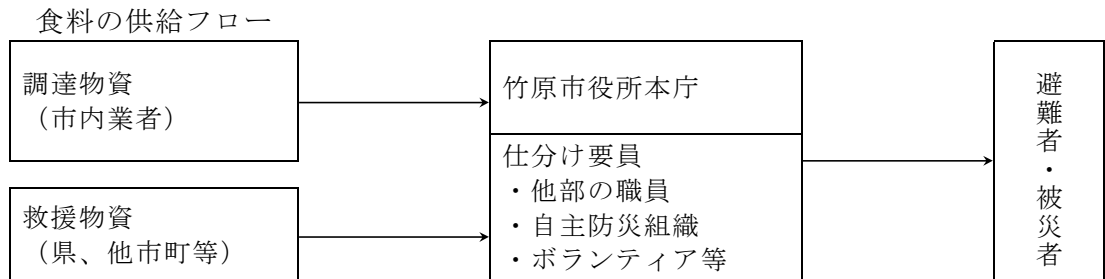 食料の供給フロー
調達物資
（市内業者）
救援物資
（県、他市町等）
竹原市役所本庁
仕分け要員
・他部の職員
・自主防災組織
・ボランティア等
避難者・被災者